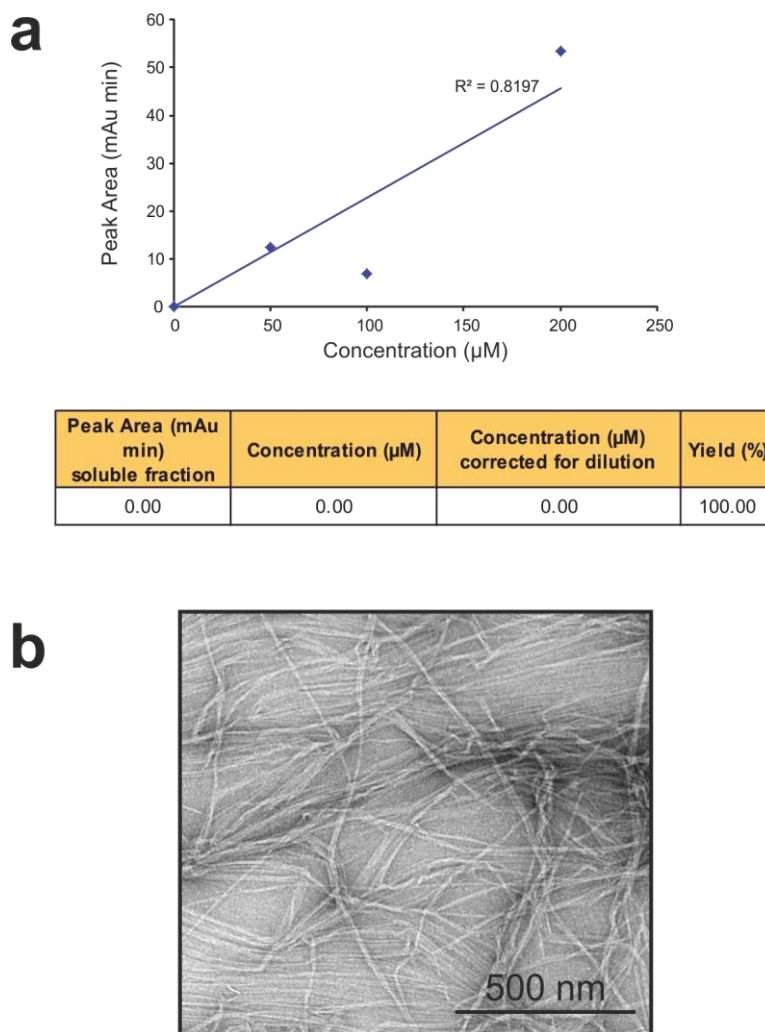 a
60
50
40
30
20
10
0
Peak Area (mAu min)
R² = 0.8197
0 50 100 150 200 250
Concentration (µM)
Peak Area (mAu
min)
soluble fraction
Concentration (µM)
Concentration (µM)
corrected for dilution
Yield (%)
0.00 0.00 0.00 100.00
b
500 nm